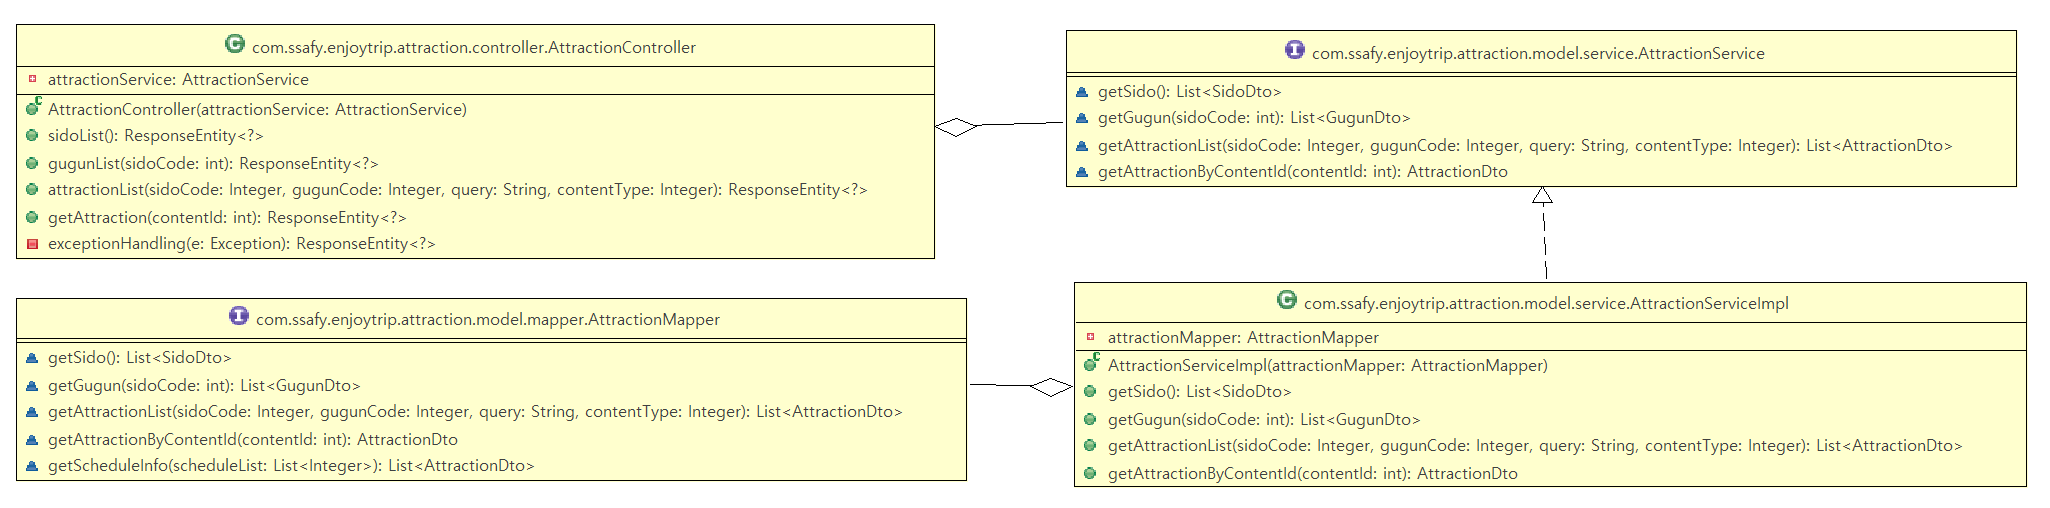 com.ssafy.enjoytrip.attraction.controller.AttractionController
attractionService: AttractionService
AttractionController(attractionService: AttractionService)
sidoList(): ResponseEntity<?>
gugunList(sidoCode: int): ResponseEntity<?>
attractionList(sidoCode: Integer, gugunCode: Integer, query: String, contentType: Integer): ResponseEntity<?>
getAttraction(contentId: int): ResponseEntity<?>
exceptionHandling(e: Exception): ResponseEntity<?>
com.ssafy.enjoytrip.attraction.model.service.AttractionService
getSido(): List<SidoDto>
getGugun(sidoCode: int): List<GugunDto>
getAttractionList(sidoCode: Integer, gugunCode: Integer, query: String, contentType: Integer): List<AttractionDto>
getAttractionByContentId(contentId: int): AttractionDto
com.ssafy.enjoytrip.attraction.model.mapper.AttractionMapper
getSido(): List<SidoDto>
getGugun(sidoCode: int): List<GugunDto>
getAttractionList(sidoCode: Integer, gugunCode: Integer, query: String, contentType: Integer): List<AttractionDto>
getAttractionByContentId(contentId: int): AttractionDto
getScheduleInfo(scheduleList: List<Integer>): List<AttractionDto>
com.ssafy.enjoytrip.attraction.model.service.AttractionServiceImpl
attractionMapper: AttractionMapper
AttractionServiceImpl(attractionMapper: AttractionMapper)
getSido(): List<SidoDto>
getGugun(sidoCode: int): List<GugunDto>
getAttractionList(sidoCode: Integer, gugunCode: Integer, query: String, contentType: Integer): List<AttractionDto>
getAttractionByContentId(contentId: int): AttractionDto